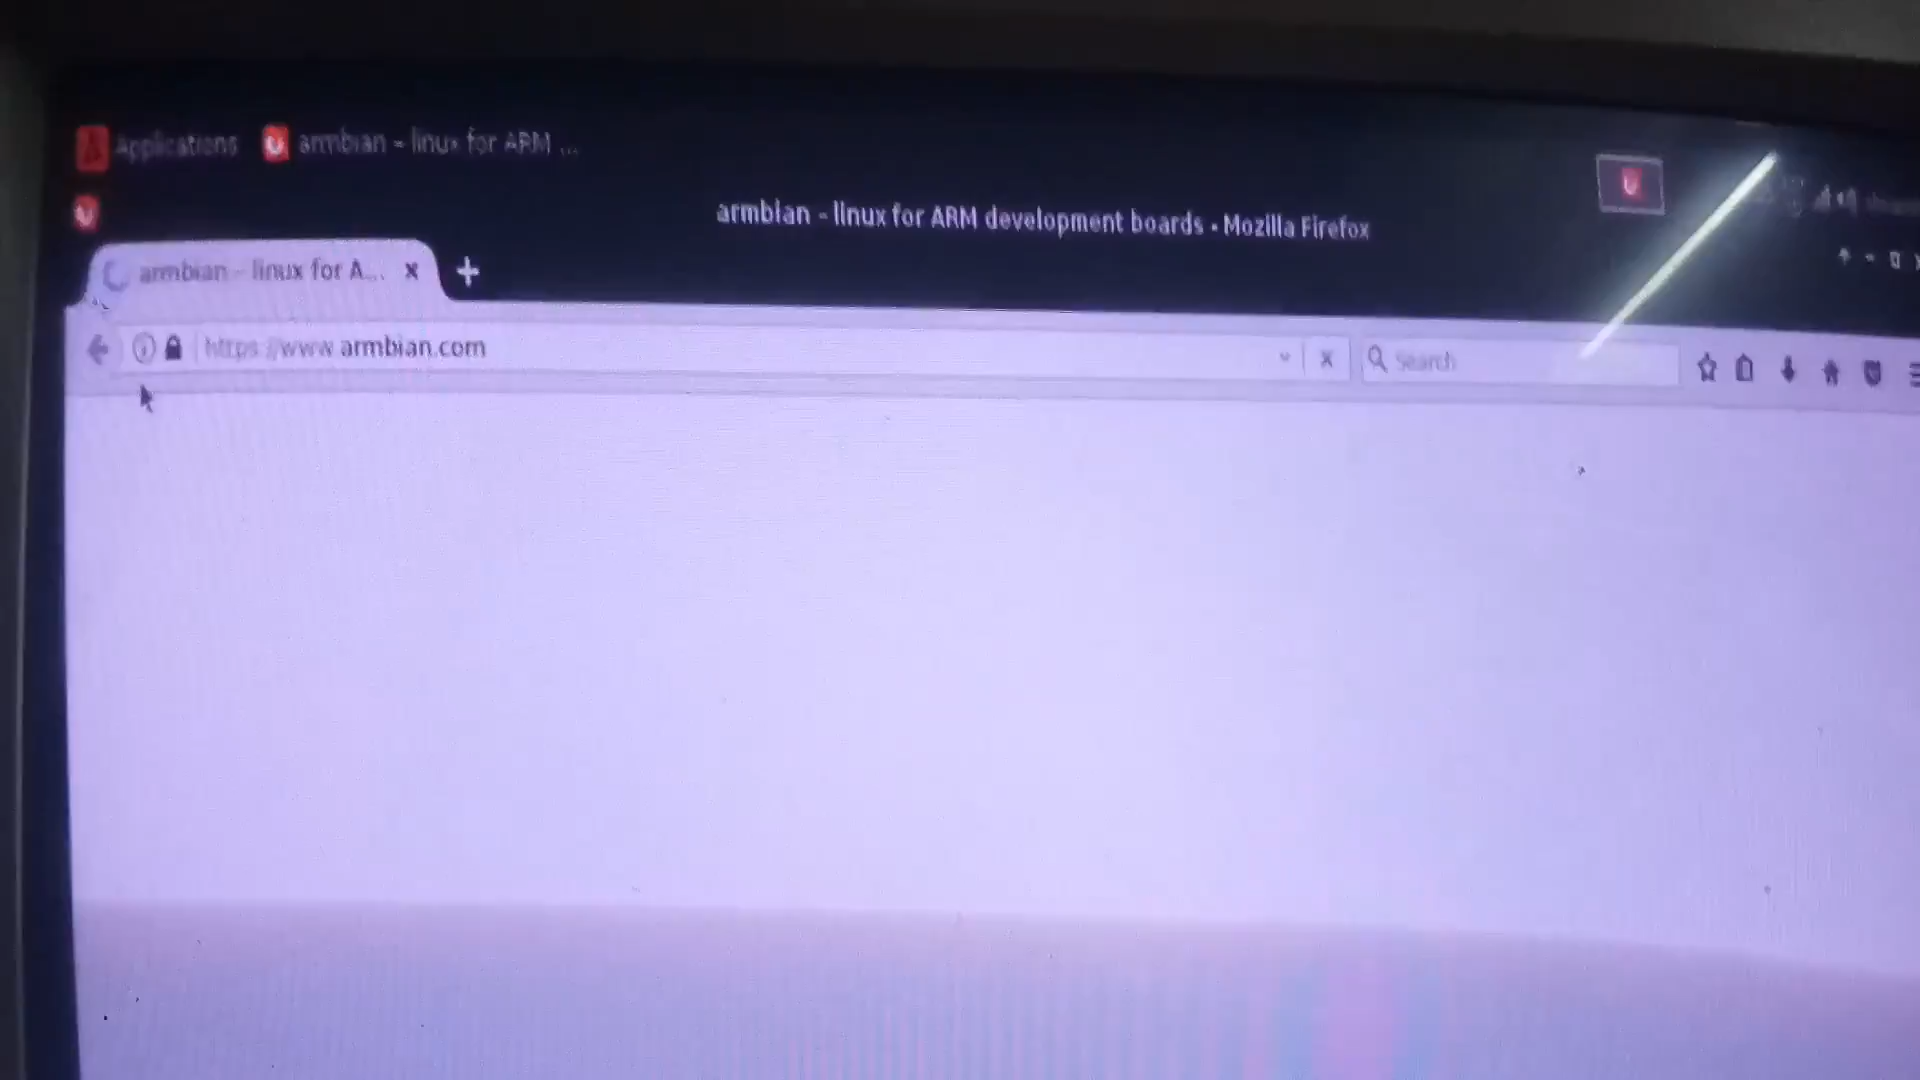 Applications armbian - linux for ARM ...
armbian - linux for ARM development boards - Mozilla Firefox
armbian - linux for A...
https://www.armbian.com
Search